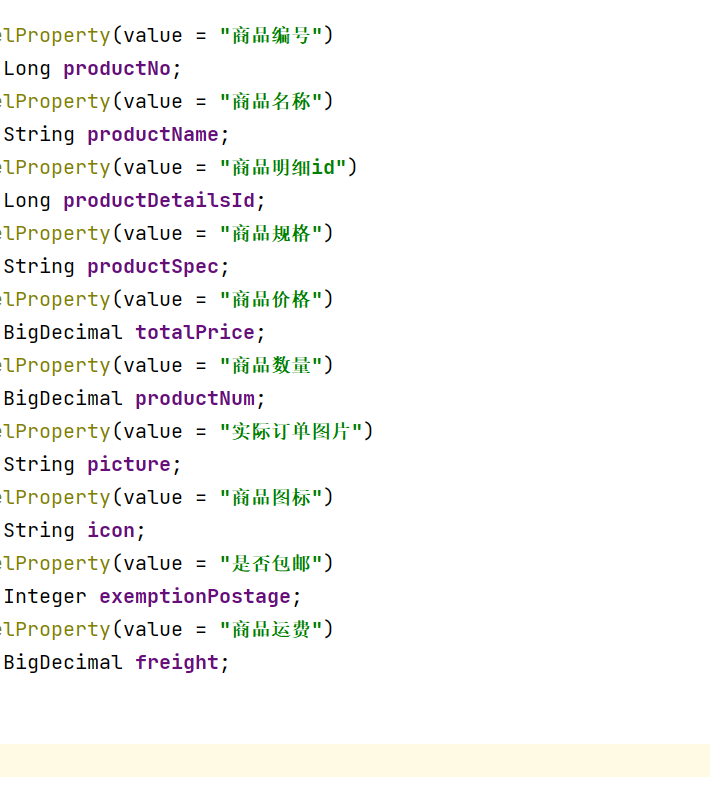 elProperty(value = "商品编号")
Long productNo;
elProperty(value = "商品名称")
String productName;
elProperty(value = "商品明细id")
Long productDetailsId;
elProperty(value = "商品规格")
String productSpec;
elProperty(value = "商品价格")
BigDecimal totalPrice;
elProperty(value = "商品数量")
BigDecimal productNum;
elProperty(value = "实际订单图片")
String picture;
elProperty(value = "商品图标")
String icon;
elProperty(value = "是否包邮")
Integer exemptionPostage;
elProperty(value = "商品运费")
BigDecimal freight;